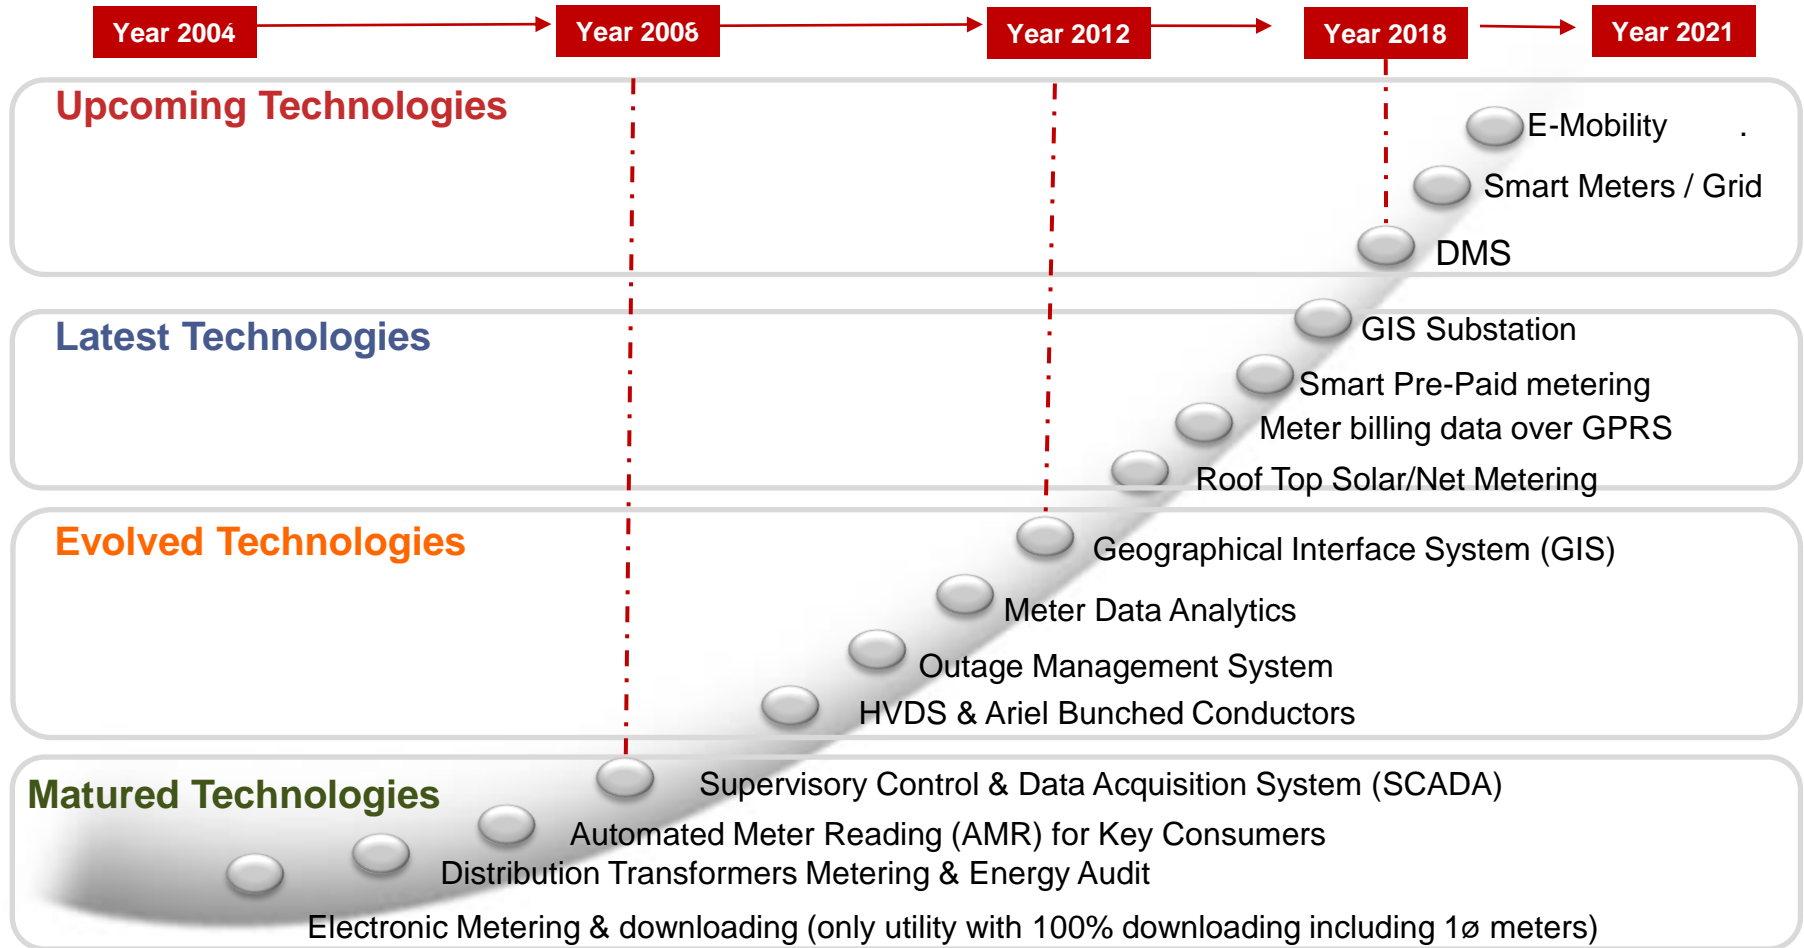 Year 2004
Year 2008
Year 2012
Year 2018
Year 2021
Upcoming Technologies
E-Mobility .
Smart Meters / Grid
DMS
Latest Technologies
GIS Substation
Smart Pre-Paid metering
Meter billing data over GPRS
Roof Top Solar/Net Metering
Evolved Technologies
Geographical Interface System (GIS)
Meter Data Analytics
Outage Management System
HVDS & Ariel Bunched Conductors
Matured Technologies
Supervisory Control & Data Acquisition System (SCADA)
Automated Meter Reading (AMR) for Key Consumers
Distribution Transformers Metering & Energy Audit
Electronic Metering & downloading (only utility with 100% downloading including 1ø meters)